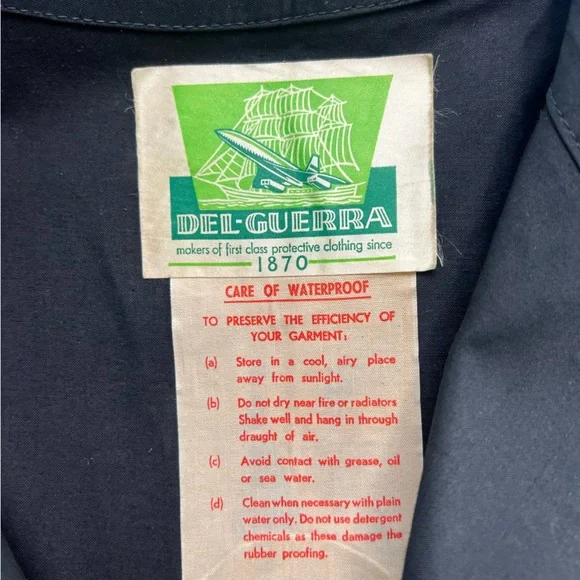 DEL-GUERRA
makers of first class protective clothing since
1870
CARE OF WATERPROOF
TO PRESERVE THE EFFICIENCY OF
YOUR GARMENT:
(a) Store in a cool, airy place
away from sunlight.
(b) Do not dry near fire or radiators
Shake well and hang in through
draught of air.
(c) Avoid contact with grease, oil
or sea water.
(d) Clean when necessary with plain
water only. Do not use detergent
chemicals as these damage the
rubber proofing.